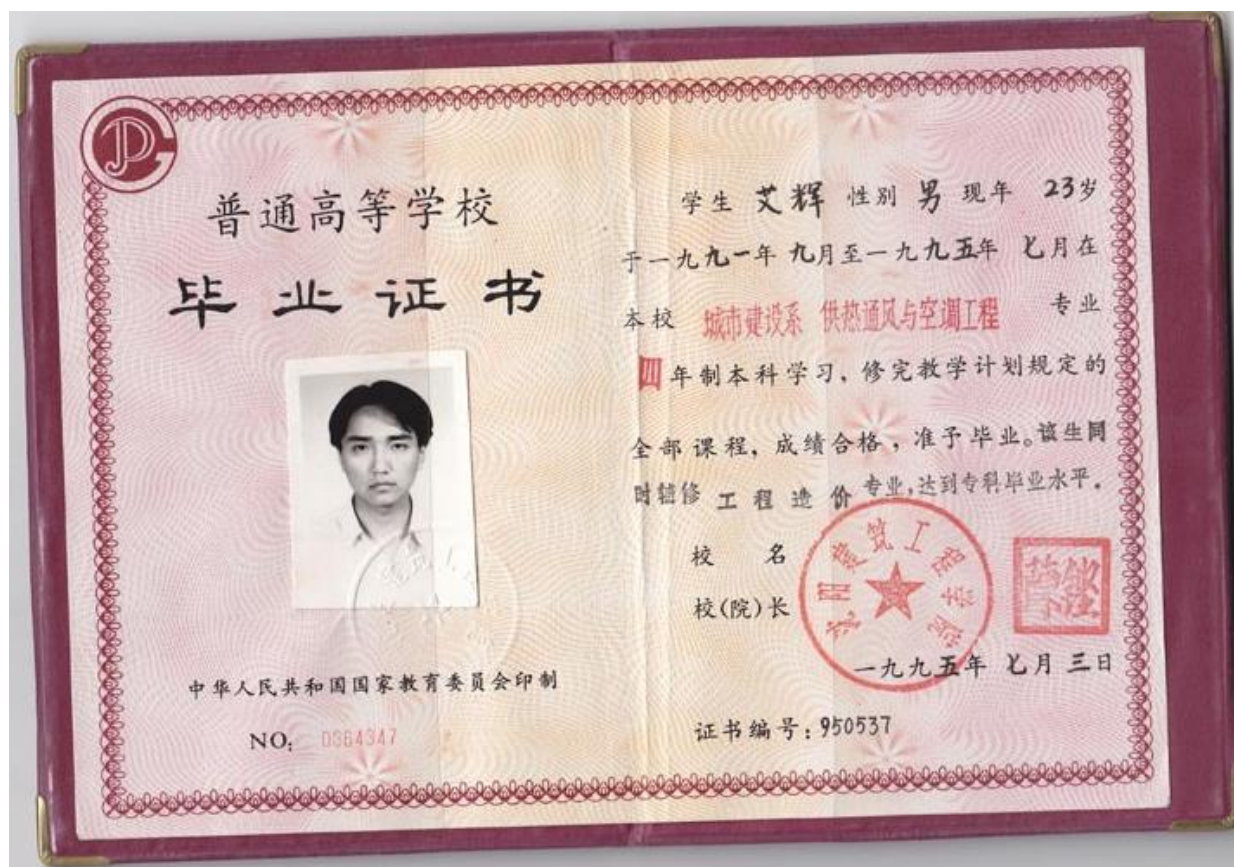 普通高等学校
毕业证书
中华人民共和国国家教育委员会印制
NO: 0364347
学生 艾辉 性别 男 现年 23岁
于一九九一年 九月至一九九五年 七月在
本校 城市建设系 供热通风与空调工程 专业
四年制本科学习，修完教学计划规定的
全部课程，成绩合格，准予毕业。该生同
时辅修 工程造价 专业，达到专科毕业水平。
校 名
建筑工程学院
校(院)长
一九九五年 七月 三日
证书编号：950537